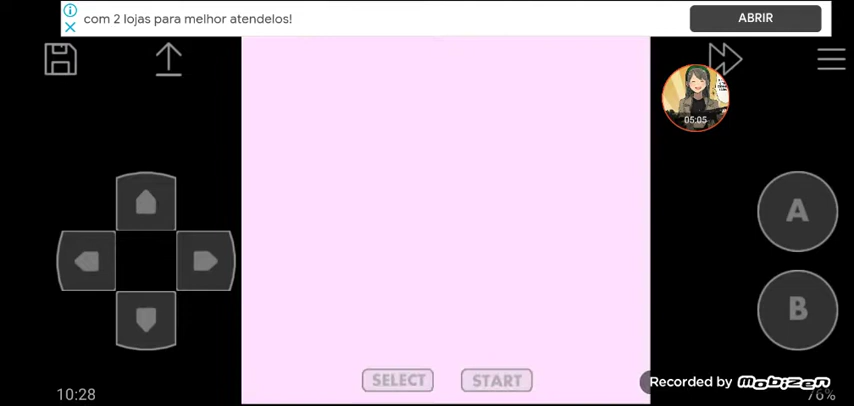 com 2 lojas para melhor atendelos!
ABRIR
05:05
A
B
SELECT
START
Recorded by Mobizen
10:28
76%